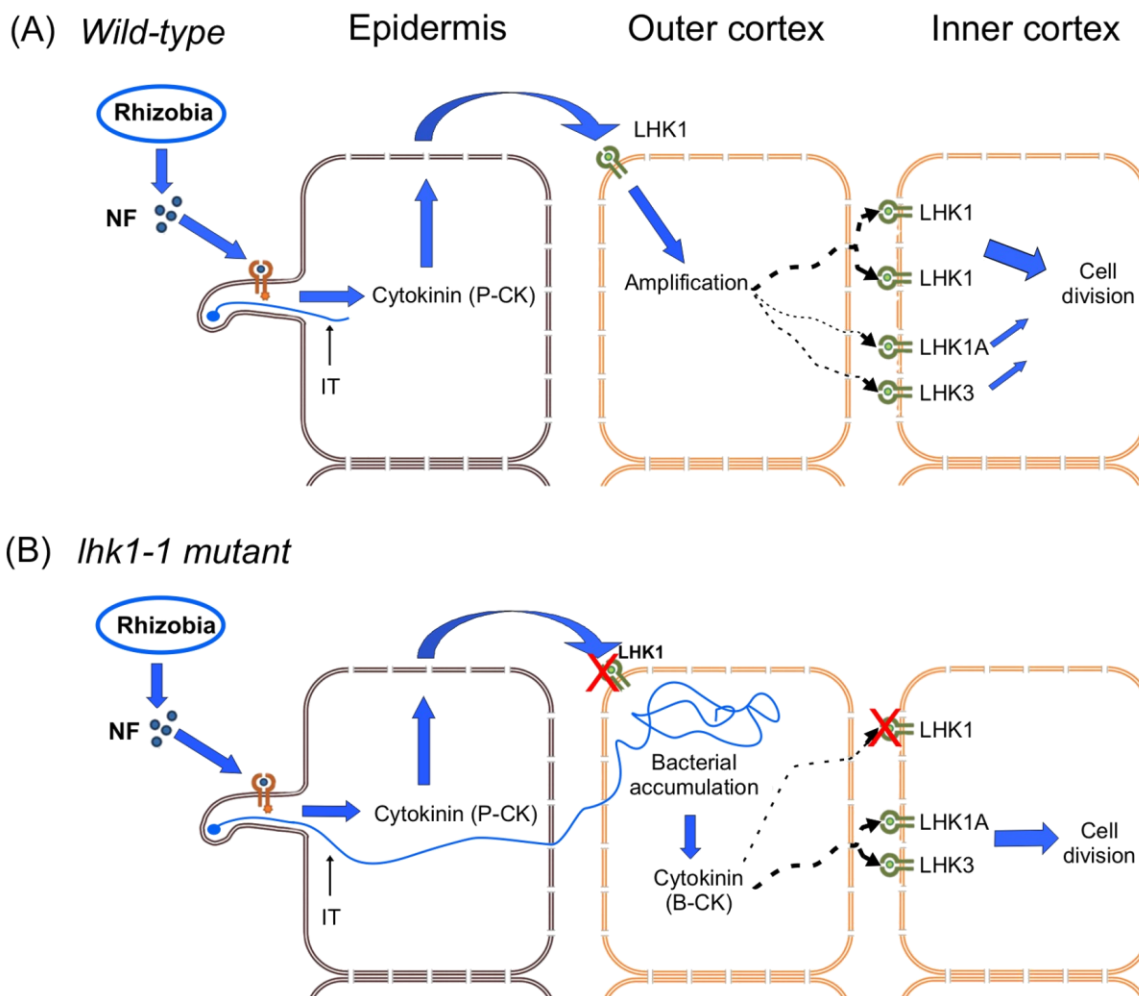 (A) Wild-type Epidermis Outer cortex Inner cortex
Rhizobia
LHK1
NF
LHK1
Cytokinin (P-CK)
Amplification
LHK1
Cell
division
LHK1A
IT
LHK3
(B) lhk1-1 mutant
Rhizobia
LHK1
NF
LHK1
Bacterial
accumulation
Cytokinin (P-CK)
LHK1A
Cell
division
LHK3
Cytokinin
(B-CK)
IT